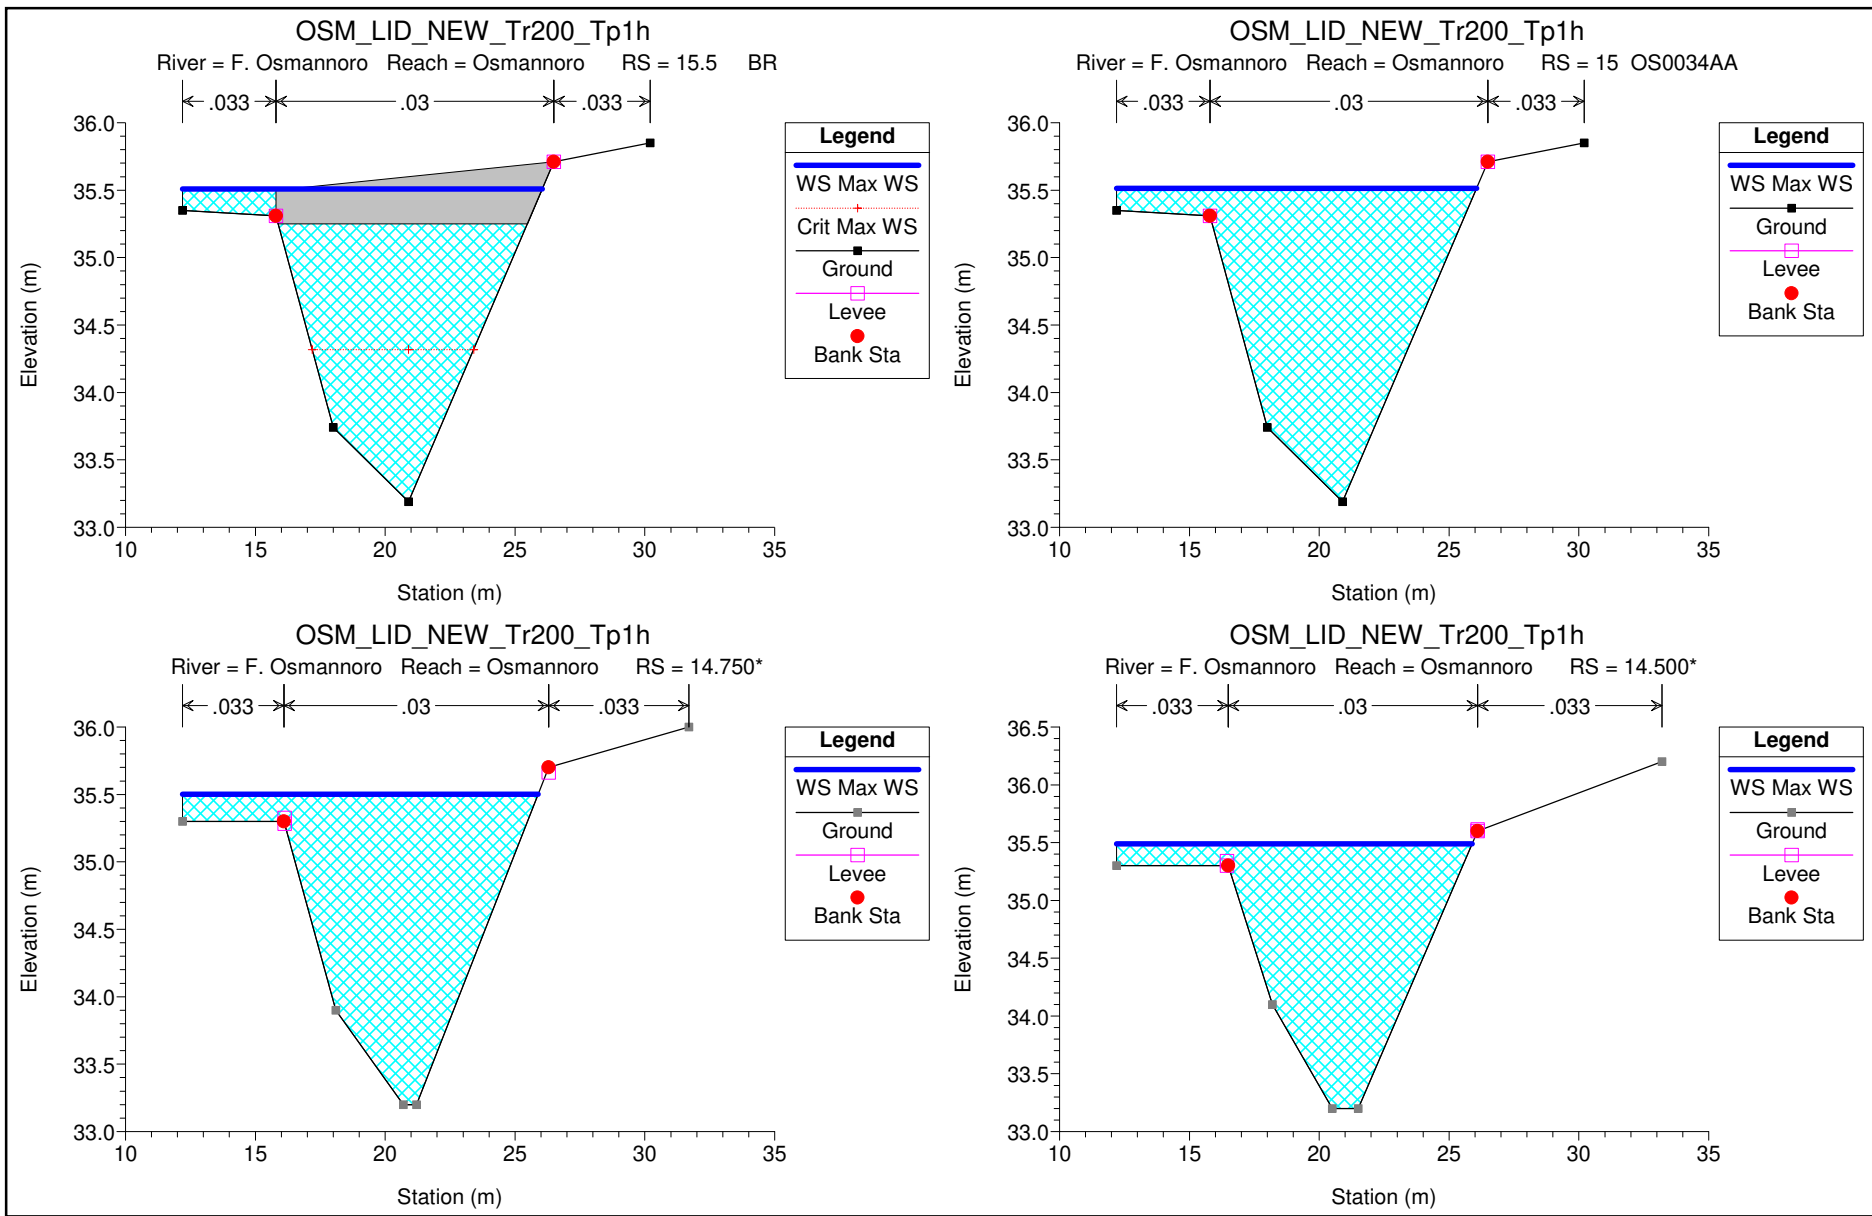 OSM_LID_NEW_Tr200_Tp1h
River = F. Osmannoro Reach = Osmannoro RS = 15.5 BR
.033 .03 .033
36.0
35.5
35.0
34.5
34.0
33.5
33.0
Elevation (m)
10 15 20 25 30 35
Station (m)
Legend
WS Max WS
Crit Max WS
Ground
Levee
Bank Sta
OSM_LID_NEW_Tr200_Tp1h
River = F. Osmannoro Reach = Osmannoro RS = 15 OS0034AA
.033 .03 .033
36.0
35.5
35.0
34.5
34.0
33.5
33.0
Elevation (m)
10 15 20 25 30 35
Station (m)
Legend
WS Max WS
Ground
Levee
Bank Sta
OSM_LID_NEW_Tr200_Tp1h
River = F. Osmannoro Reach = Osmannoro RS = 14.750*
.033 .03 .033
36.0
35.5
35.0
34.5
34.0
33.5
33.0
Elevation (m)
10 15 20 25 30 35
Station (m)
Legend
WS Max WS
Ground
Levee
Bank Sta
OSM_LID_NEW_Tr200_Tp1h
River = F. Osmannoro Reach = Osmannoro RS = 14.500*
.033 .03 .033
36.5
36.0
35.5
35.0
34.5
34.0
33.5
33.0
Elevation (m)
10 15 20 25 30 35
Station (m)
Legend
WS Max WS
Ground
Levee
Bank Sta